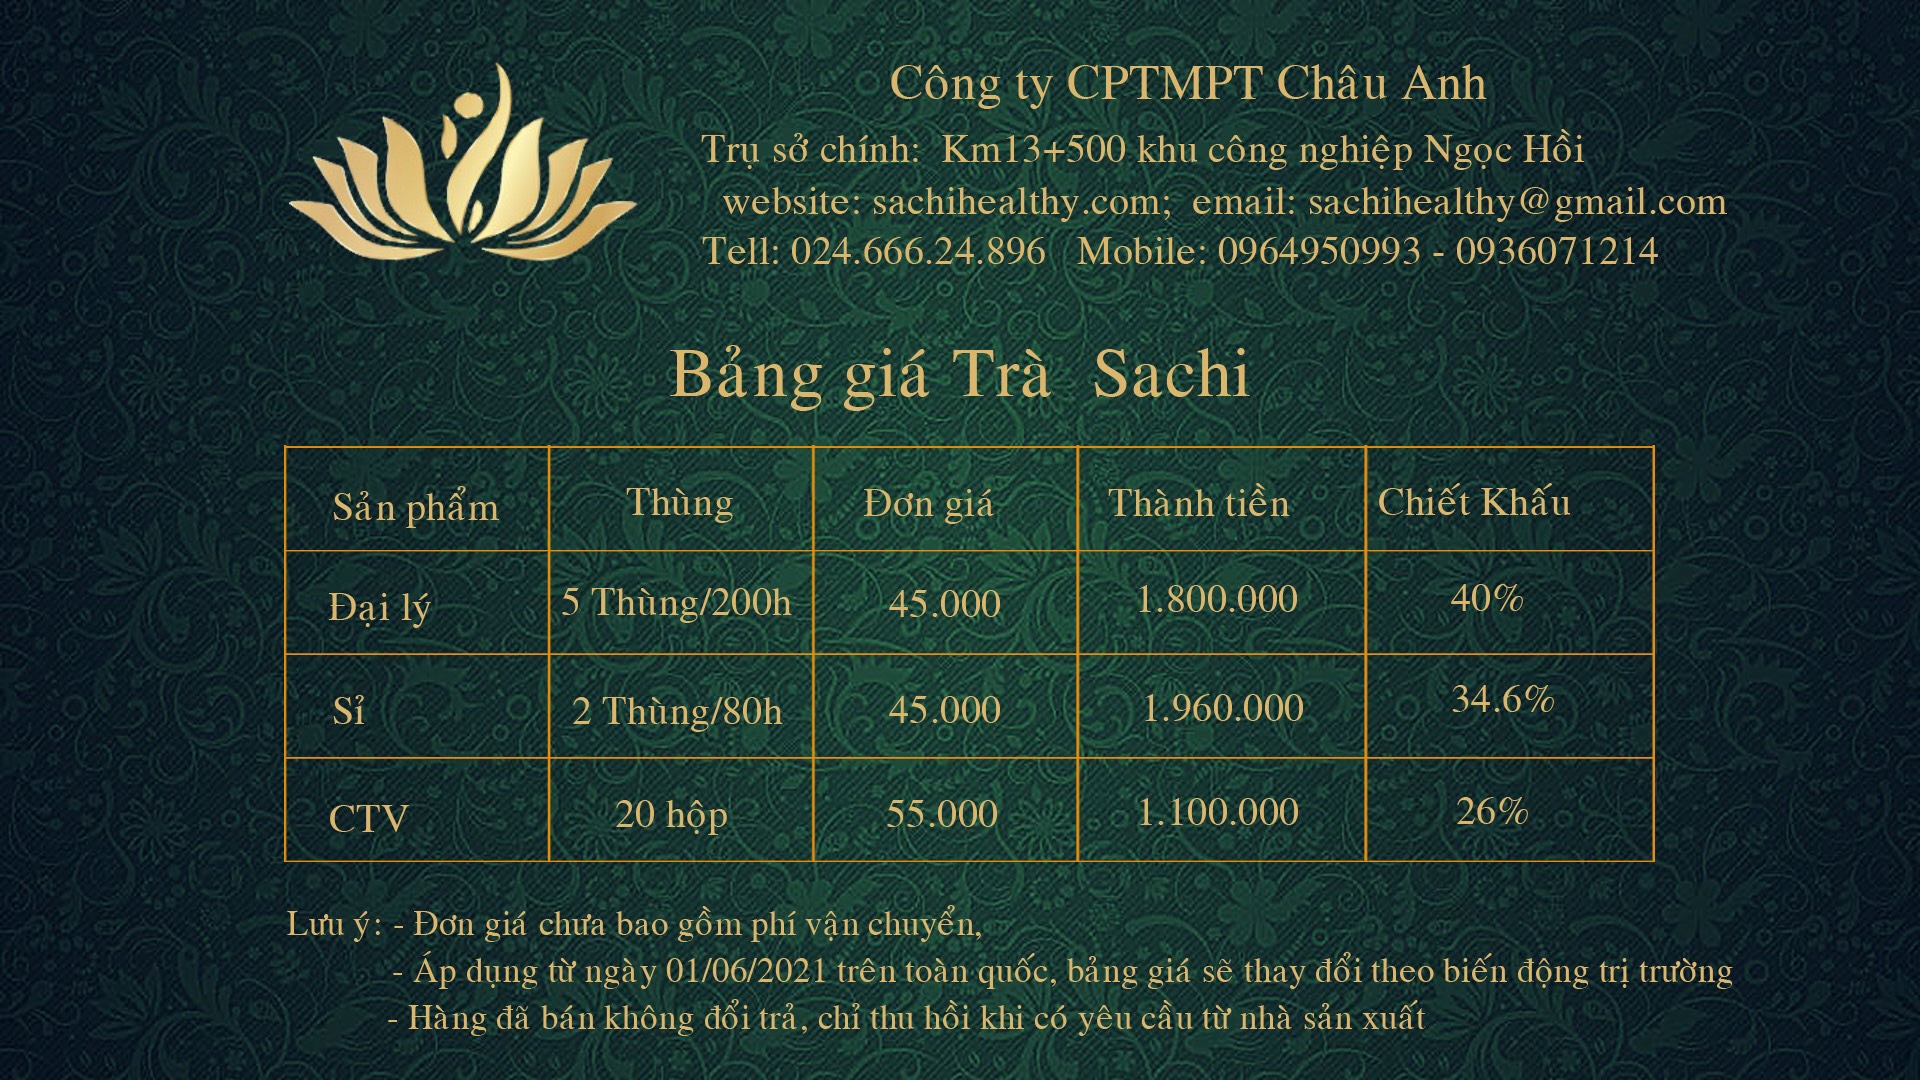 Công ty CPTMPT Châu Anh
Trụ sở chính: Km13+500 khu công nghiệp Ngọc Hồi
website: sachihealthy.com; email: sachihealthy@gmail.com
Tell: 024.666.24.896 Mobile: 0964950993 - 0936071214
Bảng giá Trà Sachi
Sản phẩm Thùng Đơn giá Thành tiền Chiết Khấu
Đại lý 5 Thùng/200h 45.000 1.800.000 40%
Sỉ 2 Thùng/80h 45.000 1.960.000 34.6%
CTV 20 hộp 55.000 1.100.000 26%
Lưu ý: - Đơn giá chưa bao gồm phí vận chuyển,
- Áp dụng từ ngày 01/06/2021 trên toàn quốc, bảng giá sẽ thay đổi theo biến động trị trường
- Hàng đã bán không đổi trả, chỉ thu hồi khi có yêu cầu từ nhà sản xuất